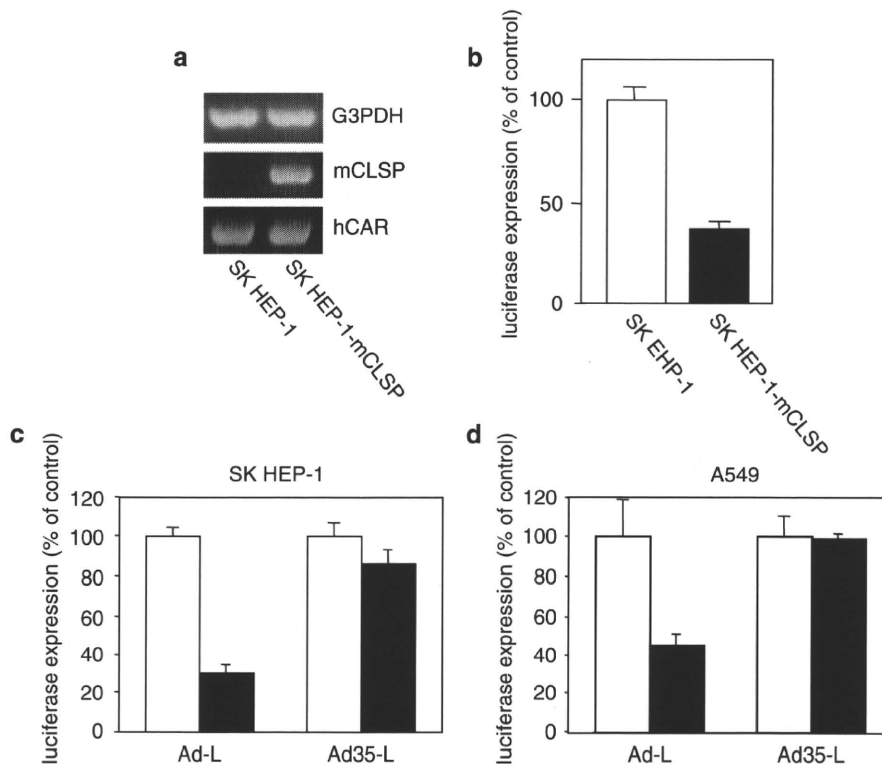 a
G3PDH
mCLSP
hCAR
SK HEP-1
SK HEP-1-mCLSP
b
luciferase expression (% of control)
100
50
0
SK EHP-1
SK HEP-1-mCLSP
c
SK HEP-1
luciferase expression (% of control)
120
100
80
60
40
20
0
Ad-L
Ad35-L
d
A549
luciferase expression (% of control)
120
100
80
60
40
20
0
Ad-L
Ad35-L